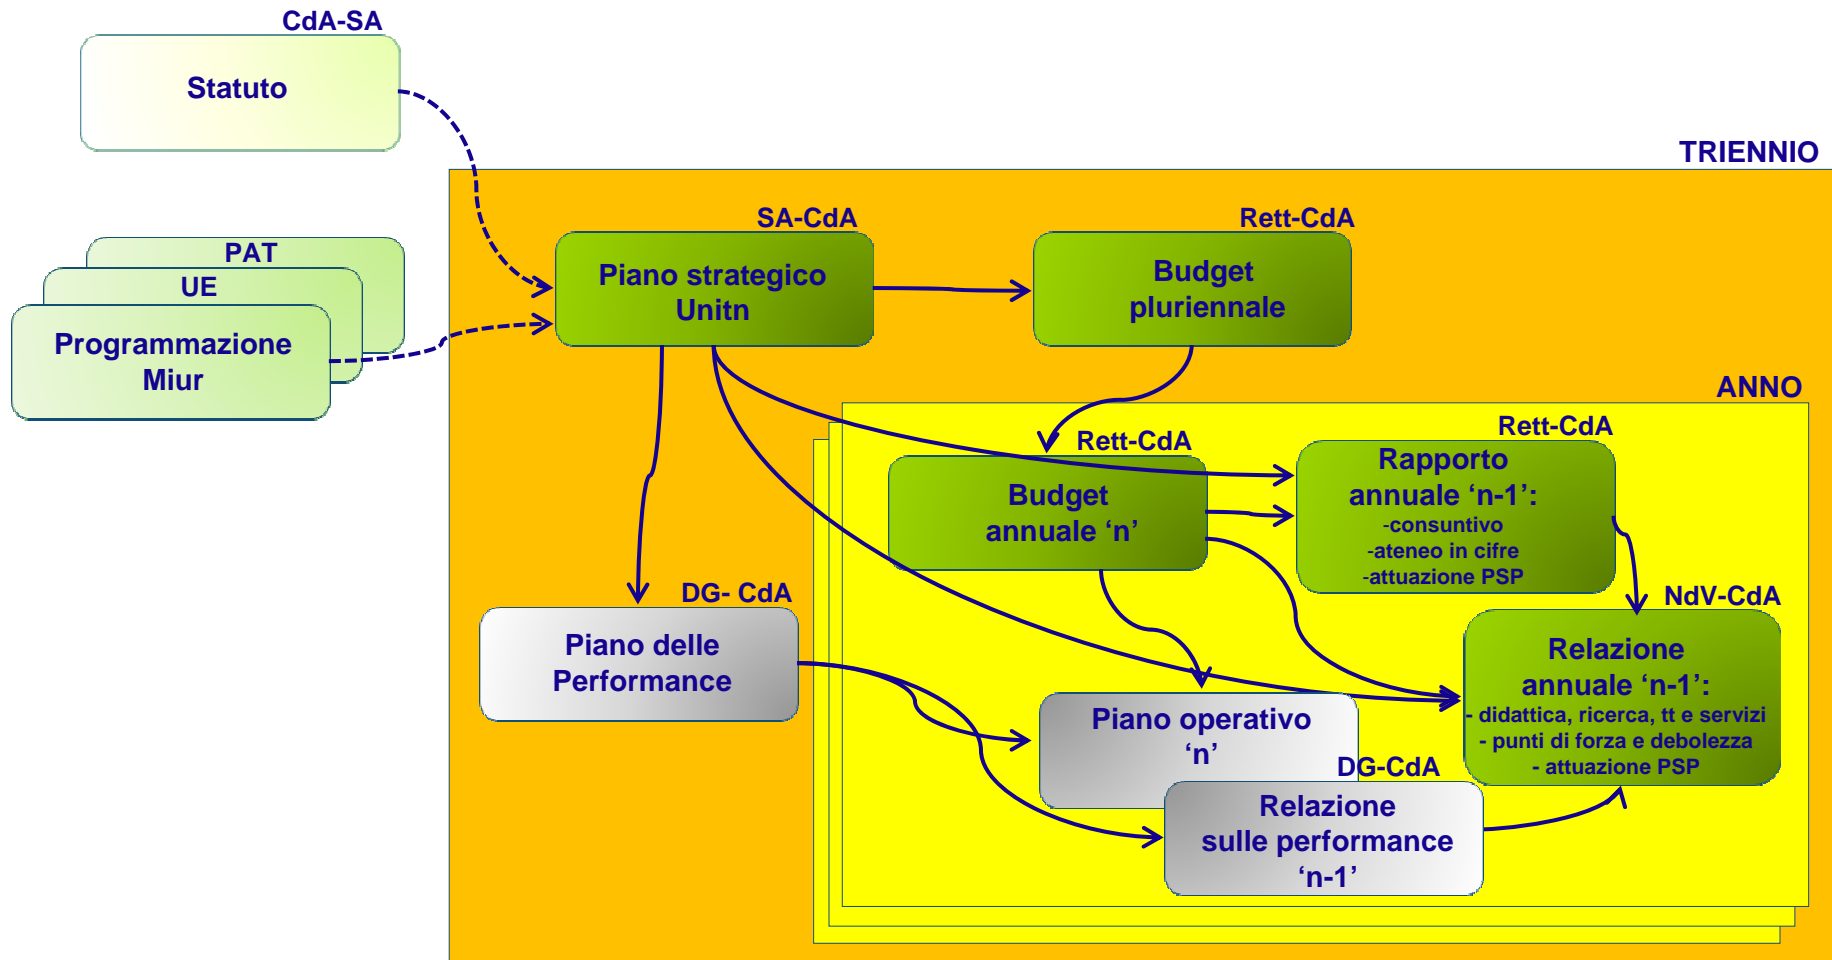 CdA-SA
Statuto
TRIENNIO
PAT
UE
Programmazione
Miur
SA-CdA
Piano strategico
Unitn
Rett-CdA
Budget
pluriennale
ANNO
Rett-CdA
Budget
annuale ‘n’
Rett-CdA
Rapporto
annuale ‘n-1’:
-consuntivo
-ateneo in cifre
-attuazione PSP
DG- CdA
Piano delle
Performance
NdV-CdA
Relazione
annuale ‘n-1’:
- didattica, ricerca, tt e servizi
- punti di forza e debolezza
- attuazione PSP
Piano operativo
‘n’
DG-CdA
Relazione
sulle performance
‘n-1’